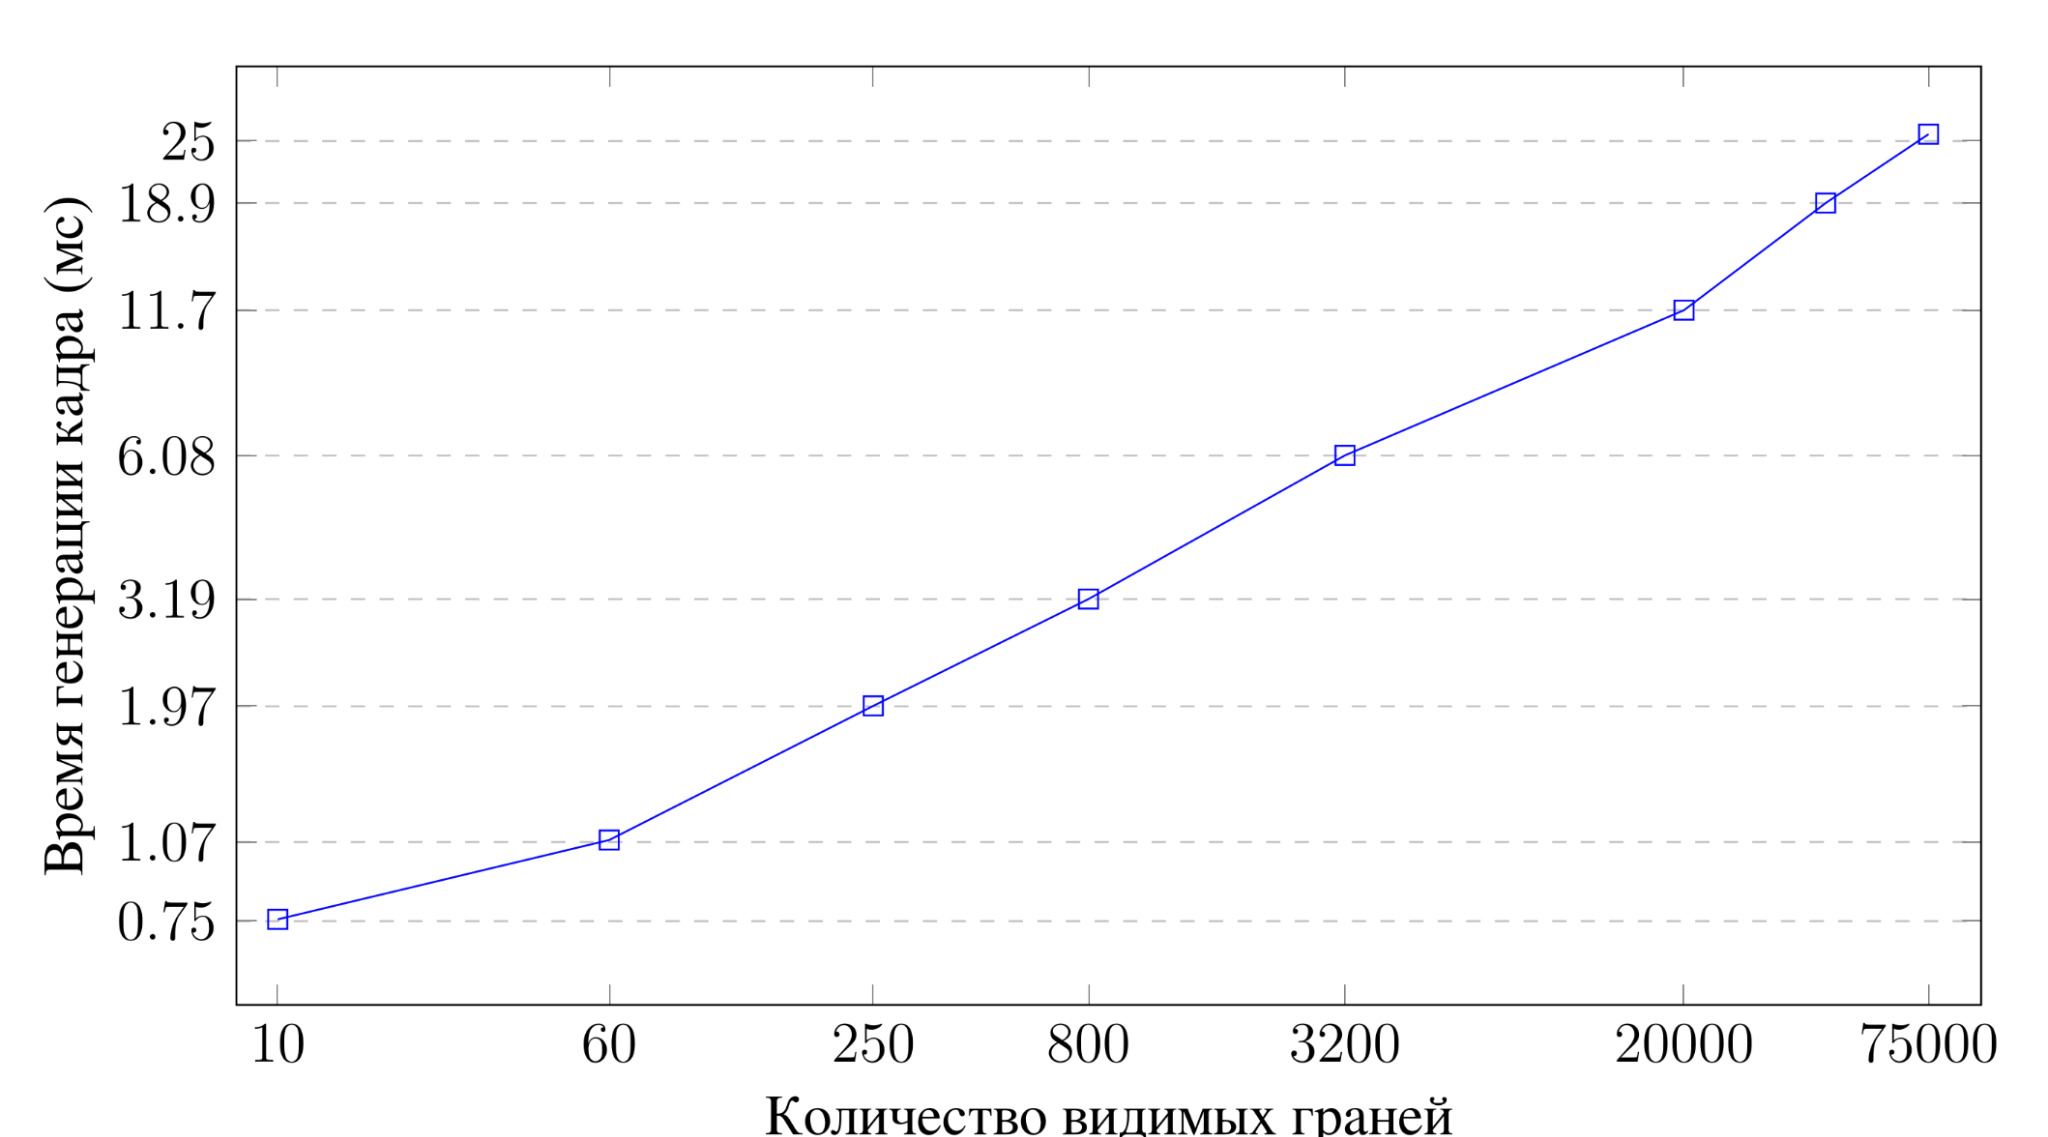 25
18.9
11.7
6.08
3.19
1.97
1.07
0.75
Время генерации кадра (мс)
10 60 250 800 3200 20000 75000
Количество видимых граней